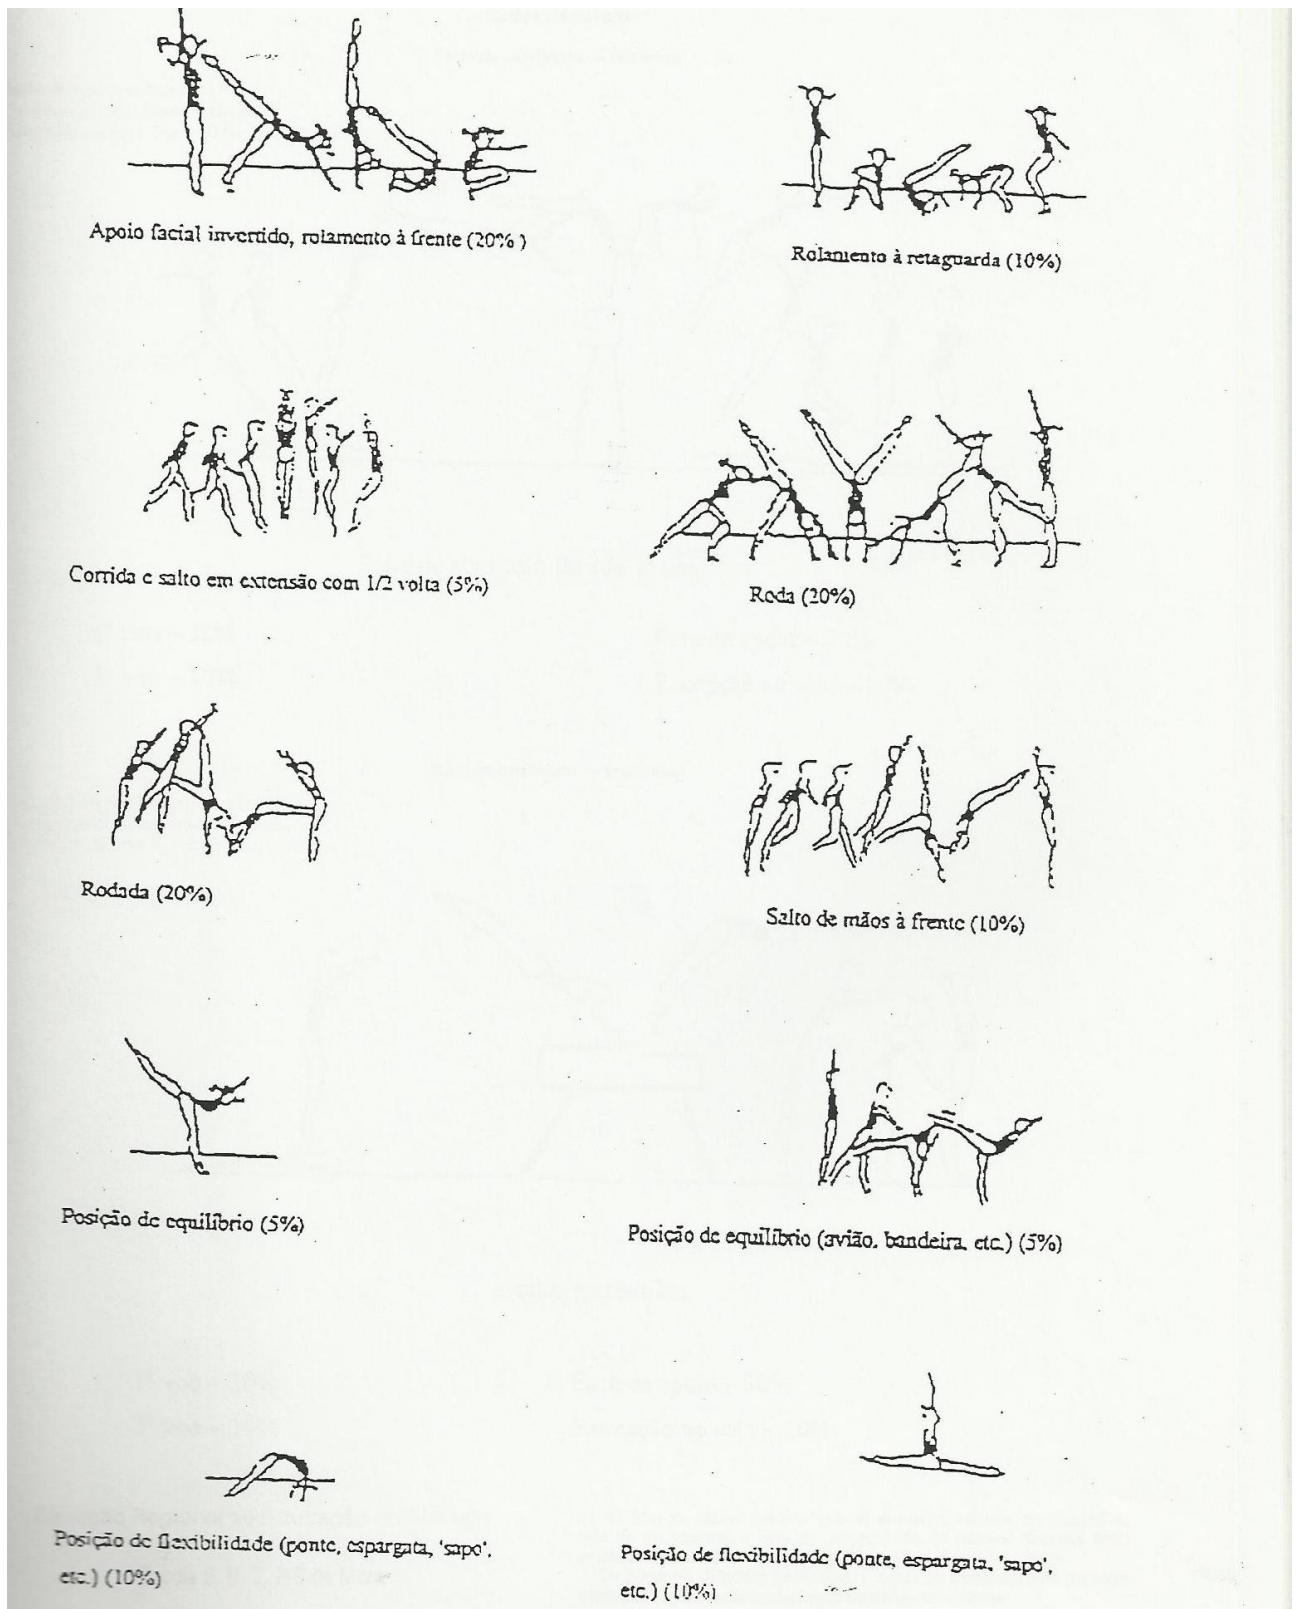 Apoio facial invertido, rolamento à frente (20%)
Rolamento à retaguarda (10%)
Corrida e salto em extensão com 1/2 volta (5%)
Roda (20%)
Rodada (20%)
Salto de mãos à frente (10%)
Posição de equilíbrio (5%)
Posição de equilíbrio (avião, bandeira, etc.) (5%)
Posição de flexibilidade (ponte, espargata, 'sapo',
etc.) (10%)
Posição de flexibilidade (ponte, espargata, 'sapo',
etc.) (10%)